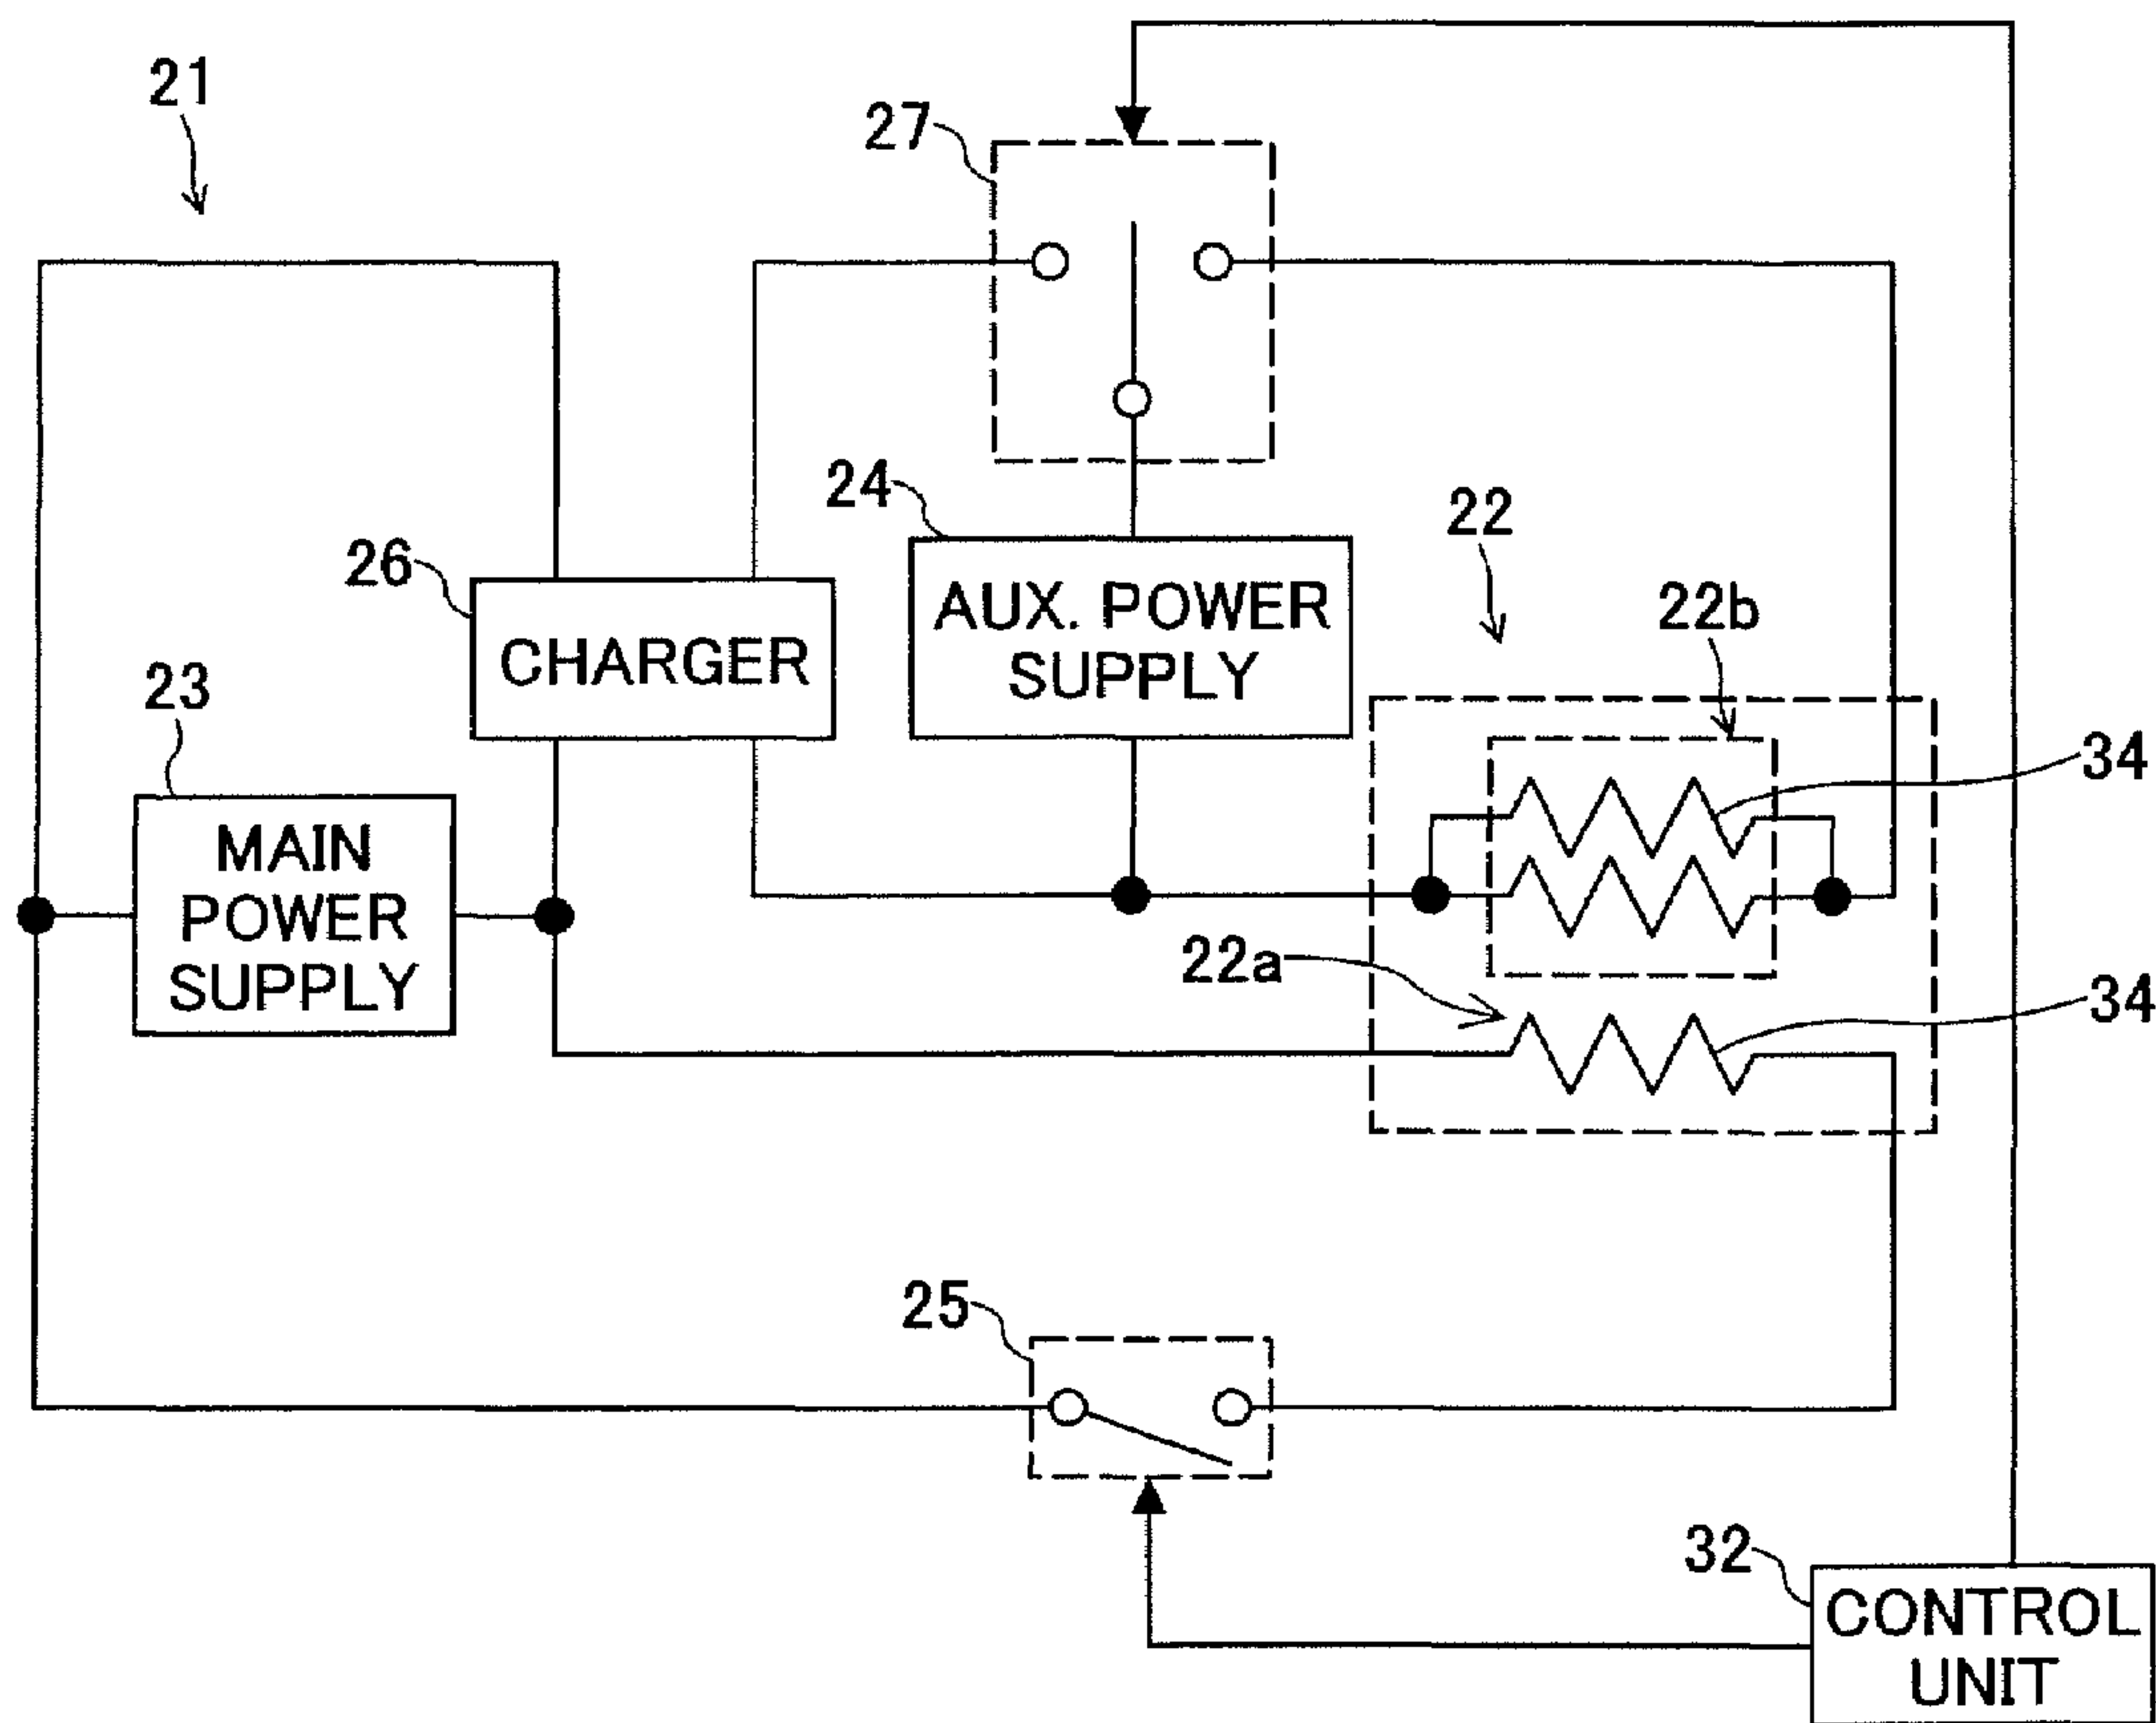 21
27
24
22
26
AUX. POWER
SUPPLY
22b
CHARGER
23
34
MAIN
POWER
SUPPLY
22a
34
25
32
CONTROL
UNIT